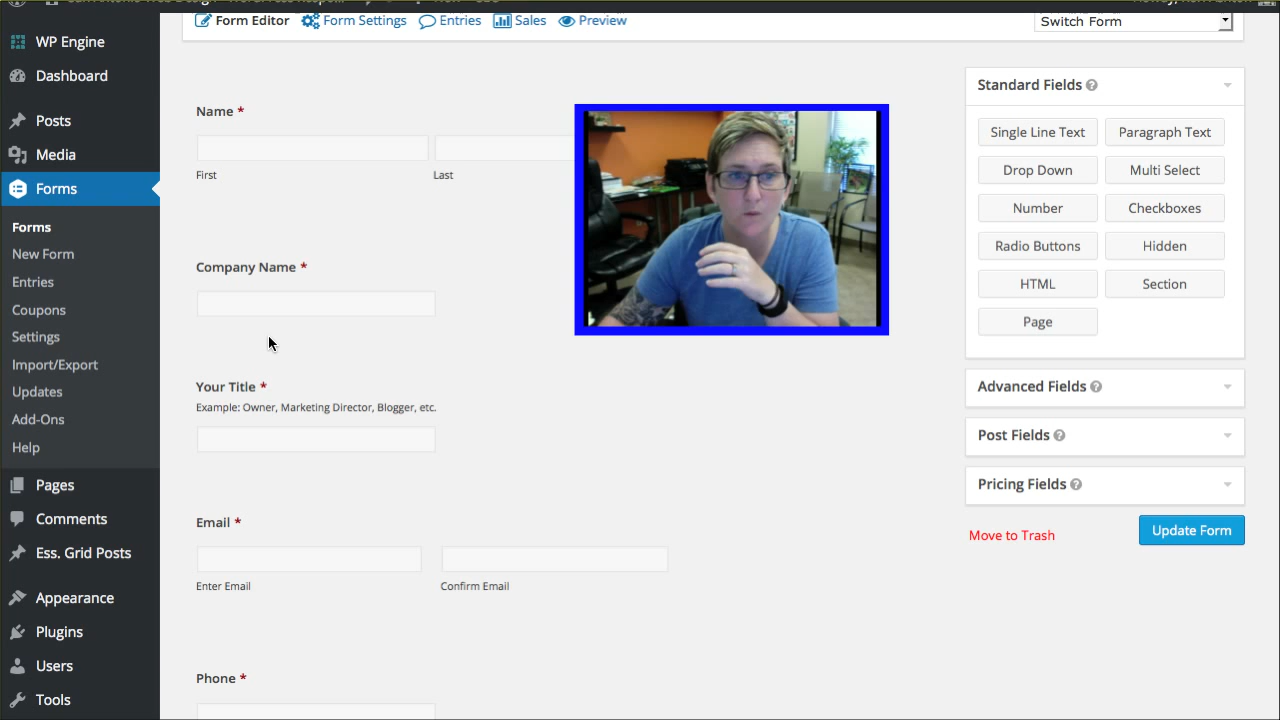 Form Editor Form Settings Entries Sales Preview
Switch Form
WP Engine
Dashboard
Posts
Media
Forms
Forms
New Form
Entries
Coupons
Settings
Import/Export
Updates
Add-Ons
Help
Pages
Comments
Ess. Grid Posts
Appearance
Plugins
Users
Tools
Name *
First Last
Company Name *
Your Title *
Example: Owner, Marketing Director, Blogger, etc.
Email *
Enter Email Confirm Email
Phone *
Standard Fields ?
Single Line Text Paragraph Text
Drop Down Multi Select
Number Checkboxes
Radio Buttons Hidden
HTML Section
Page
Advanced Fields ?
Post Fields ?
Pricing Fields ?
Move to Trash Update Form